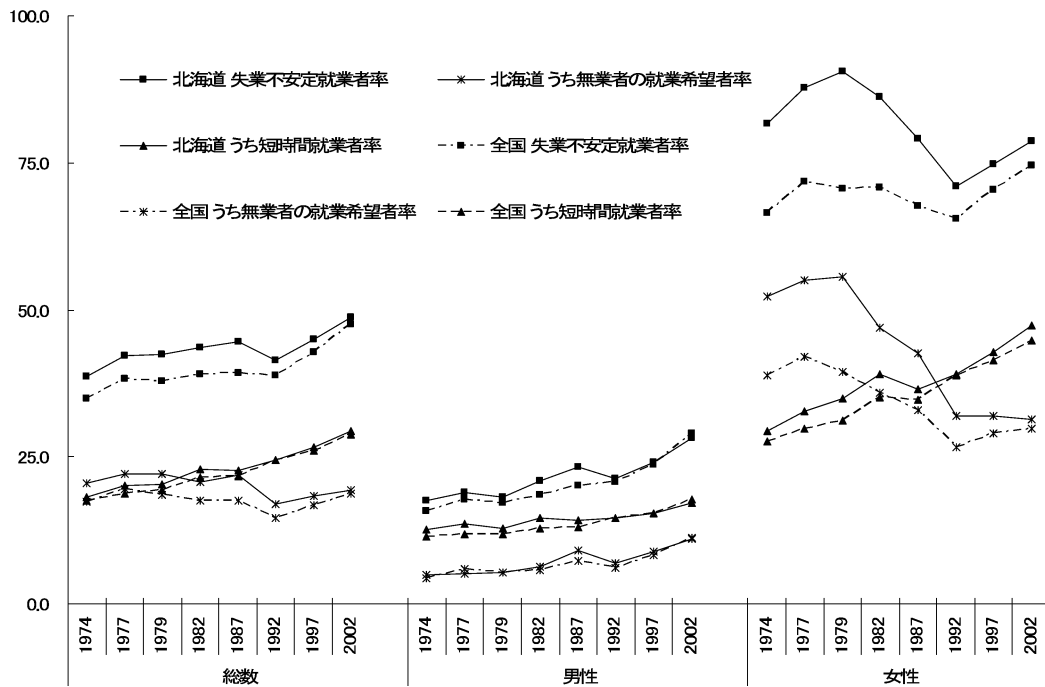 100.0
75.0
50.0
25.0
0.0
北海道 失業不安定就業者率
北海道 うち無業者の就業希望者率
北海道 うち短時間就業者率
全国 失業不安定就業者率
全国 うち無業者の就業希望者率
全国 うち短時間就業者率
1974 1977 1979 1982 1987 1992 1997 2002
総数
1974 1977 1979 1982 1987 1992 1997 2002
男性
1974 1977 1979 1982 1987 1992 1997 2002
女性